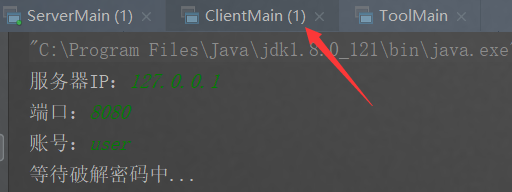 ServerMain (1) × ClientMain (1) × ToolMain
"C:\Program Files\Java\jdk1.8.0_121\bin\java.exe"
服务器IP：127.0.0.1
端口：8080
账号：user
等待破解密码中...